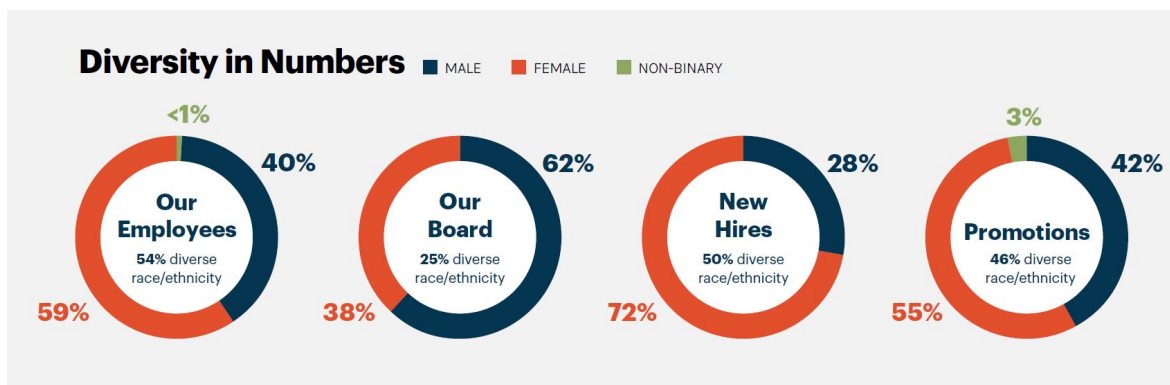 Diversity in Numbers MALE FEMALE NON-BINARY
<1%
40%
Our
Employees
54% diverse
race/ethnicity
59%
62%
Our
Board
25% diverse
race/ethnicity
38%
28%
New
Hires
50% diverse
race/ethnicity
72%
3%
42%
Promotions
46% diverse
race/ethnicity
55%